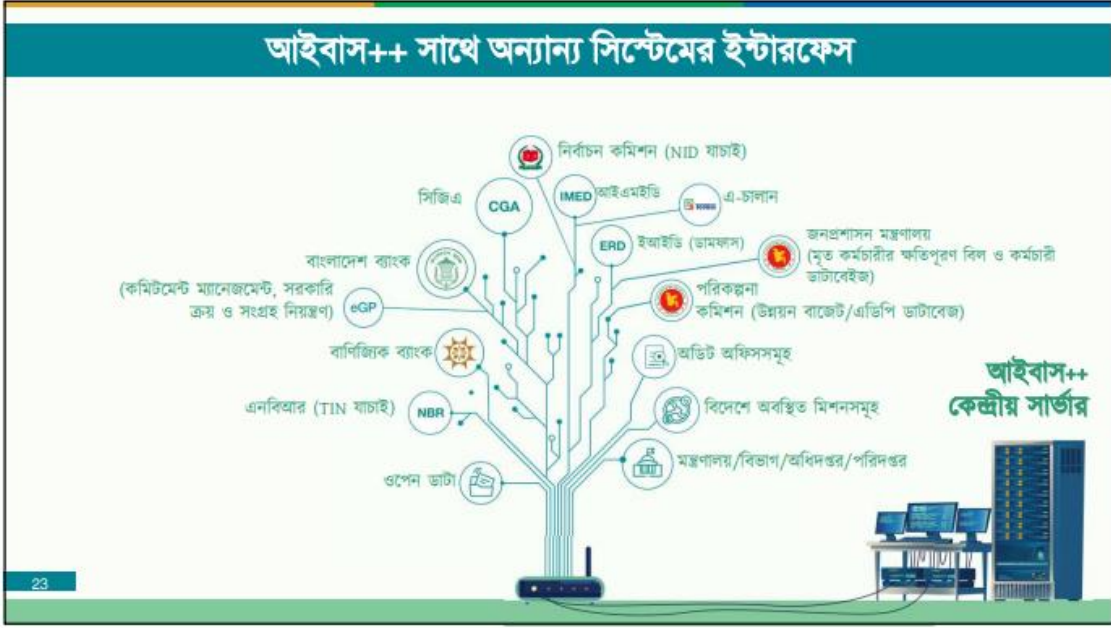 আইবাস++ সাথে অন্যান্য সিস্টেমের ইন্টারফেস
নির্বাচন কমিশন (NID যাচাই)
সিজিএ
CGA
IMED
আইএমইডি
এ-চালান
ERD
ইআইডি (ডামফাস)
জনপ্রশাসন মন্ত্রণালয়
(মৃত কর্মচারীর ক্ষতিপূরণ বিল ও কর্মচারী
ডাটাবেইজ)
বাংলাদেশ ব্যাংক
(কমিটমেন্ট ম্যানেজমেন্ট, সরকারি
ক্রয় ও সংগ্রহ নিয়ন্ত্রণ)
eGP
পরিকল্পনা
কমিশন (উন্নয়ন বাজেট/এডিপি ডাটাবেজ)
বাণিজ্যিক ব্যাংক
অডিট অফিসসমূহ
এনবিআর (TIN যাচাই)
NBR
বিদেশে অবস্থিত মিশনসমূহ
ওপেন ডাটা
মন্ত্রণালয়/বিভাগ/অধিদপ্তর/পরিদপ্তর
আইবাস++
কেন্দ্রীয় সার্ভার
23